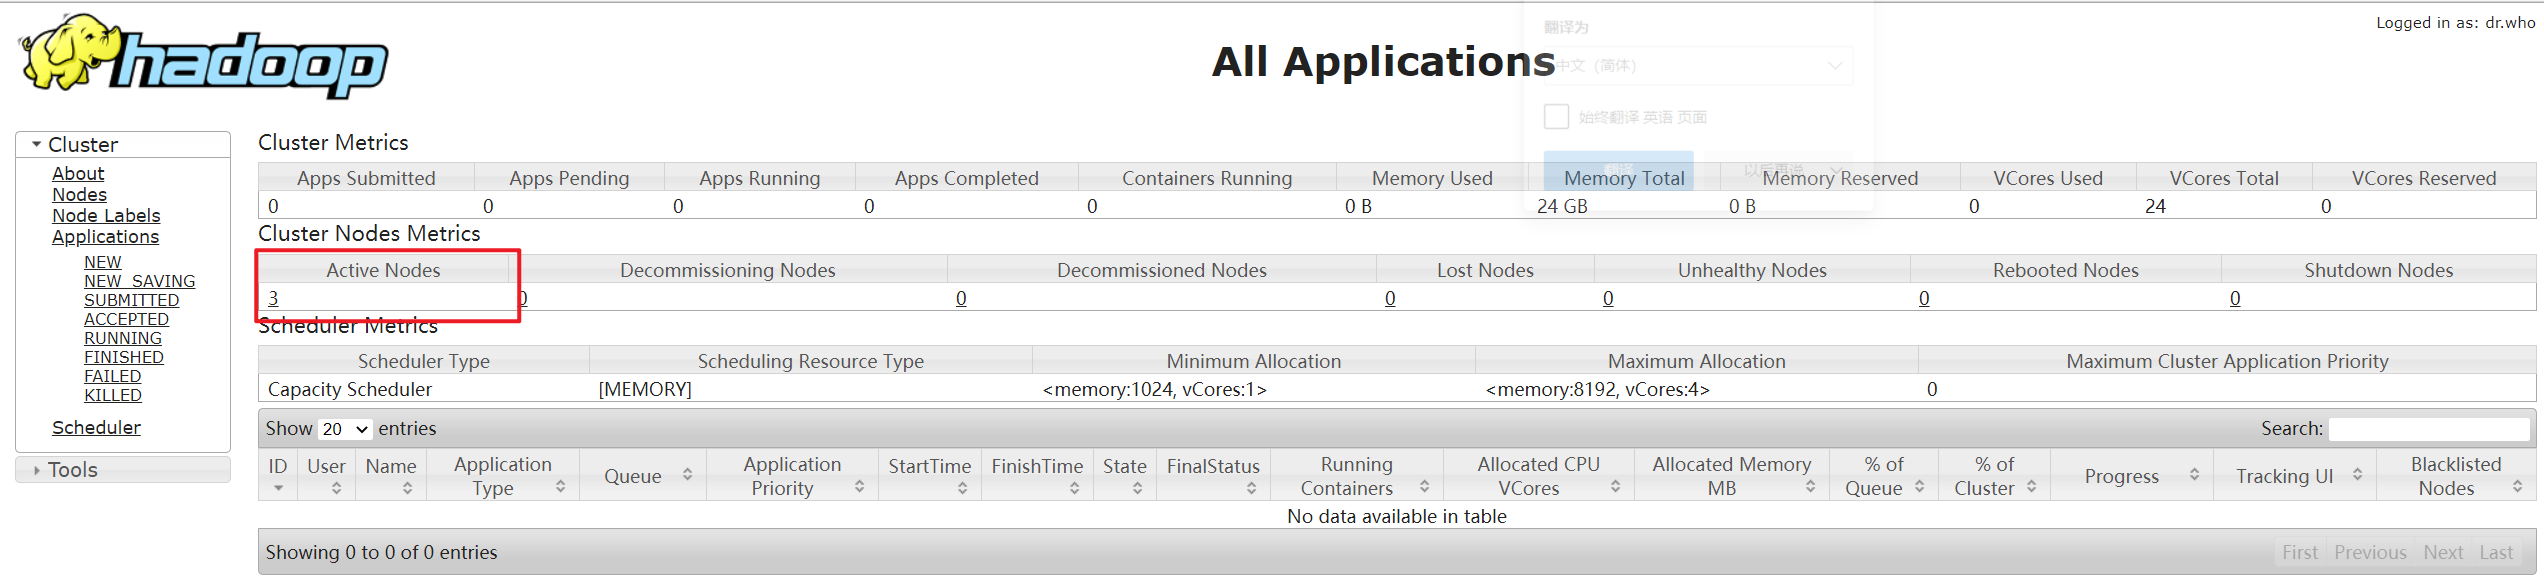 Logged in as: dr.who
hadoop
All Applications
翻译为
中文 (简体)
始终翻译 英语 页面
翻译
以后再说
Cluster
About
Nodes
Node Labels
Applications
NEW
NEW_SAVING
SUBMITTED
ACCEPTED
RUNNING
FINISHED
FAILED
KILLED
Scheduler
Tools
Cluster Metrics
Apps Submitted Apps Pending Apps Running Apps Completed Containers Running Memory Used Memory Total Memory Reserved VCores Used VCores Total VCores Reserved
0 0 0 0 0 0 B 24 GB 0 B 0 24 0
Cluster Nodes Metrics
Active Nodes Decommissioning Nodes Decommissioned Nodes Lost Nodes Unhealthy Nodes Rebooted Nodes Shutdown Nodes
3 0 0 0 0 0 0
Scheduler Metrics
Scheduler Type Scheduling Resource Type Minimum Allocation Maximum Allocation Maximum Cluster Application Priority
Capacity Scheduler [MEMORY] <memory:1024, vCores:1> <memory:8192, vCores:4> 0
Show 20 entries Search:
ID User Name Application Type Queue Application Priority StartTime FinishTime State FinalStatus Running Containers Allocated CPU VCores Allocated Memory MB % of Queue % of Cluster Progress Tracking UI Blacklisted Nodes
No data available in table
Showing 0 to 0 of 0 entries First Previous Next Last